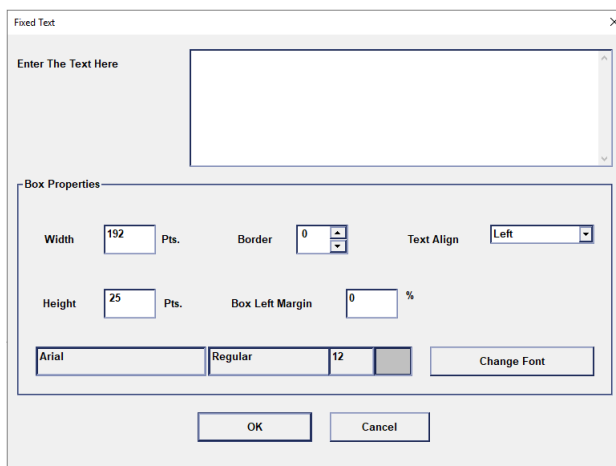 Fixed Text
Enter The Text Here
Box Properties
Width 192 Pts. Border 0 Text Align Left
Height 25 Pts. Box Left Margin 0 %
Arial Regular 12 Change Font
OK Cancel